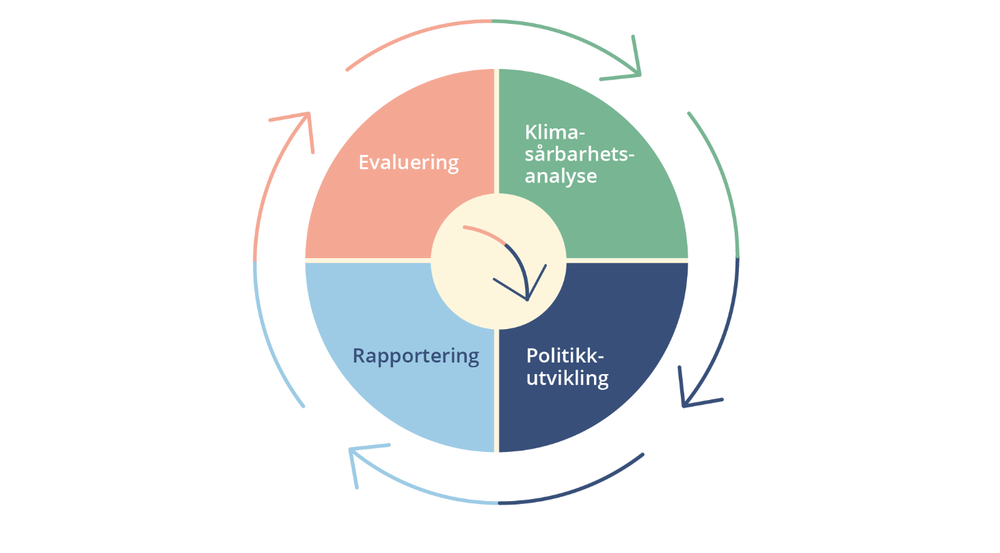 Evaluering
Klima-
sårbarhets-
analyse
Rapportering
Politikk-
utvikling